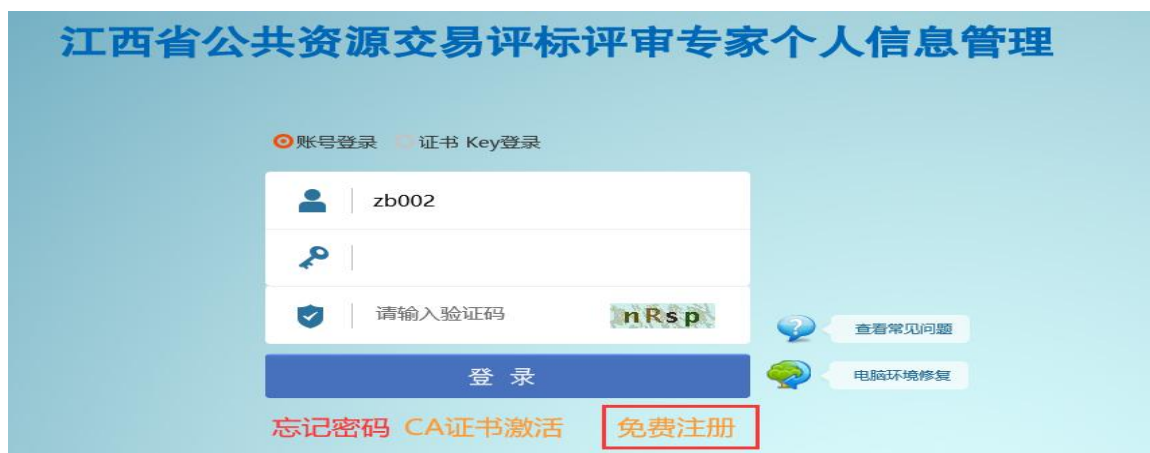 江西省公共资源交易评标评审专家个人信息管理
账号登录 证书 Key登录
zb002
请输入验证码 nRsp
查看常见问题
登 录
电脑环境修复
忘记密码 CA证书激活 免费注册